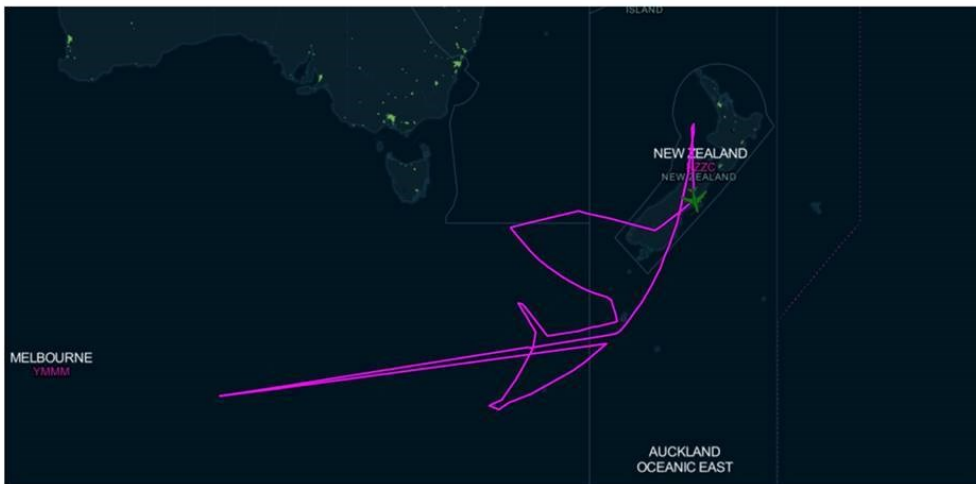 ISLAND
NEW ZEALAND
NZZC
NEW ZEALAND
MELBOURNE
YMMM
AUCKLAND
OCEANIC EAST